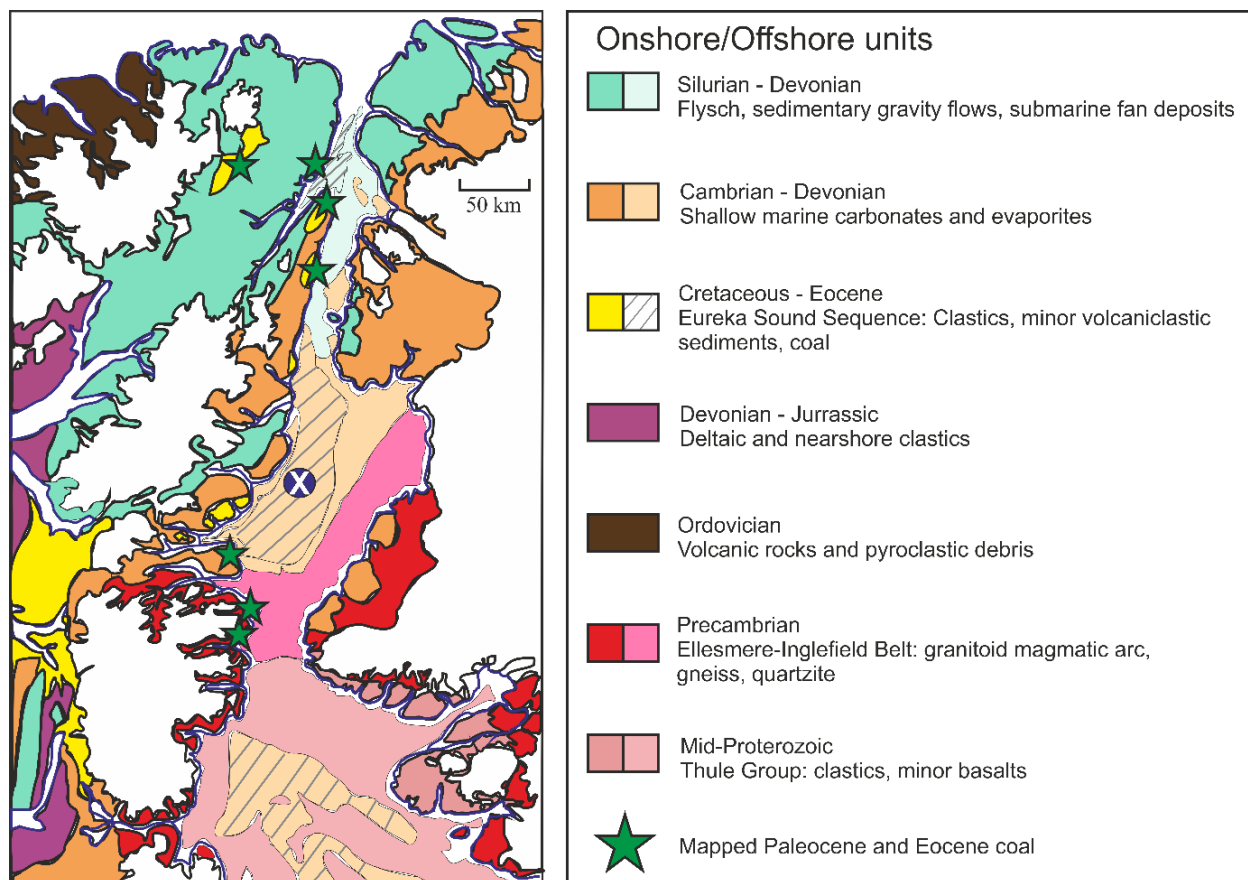 50 km
X
Onshore/Offshore units
Silurian - Devonian
Flysch, sedimentary gravity flows, submarine fan deposits
Cambrian - Devonian
Shallow marine carbonates and evaporites
Cretaceous - Eocene
Eureka Sound Sequence: Clastics, minor volcaniclastic
sediments, coal
Devonian - Jurrassic
Deltaic and nearshore clastics
Ordovician
Volcanic rocks and pyroclastic debris
Precambrian
Ellesmere-Inglefield Belt: granitoid magmatic arc,
gneiss, quartzite
Mid-Proterozoic
Thule Group: clastics, minor basalts
Mapped Paleocene and Eocene coal